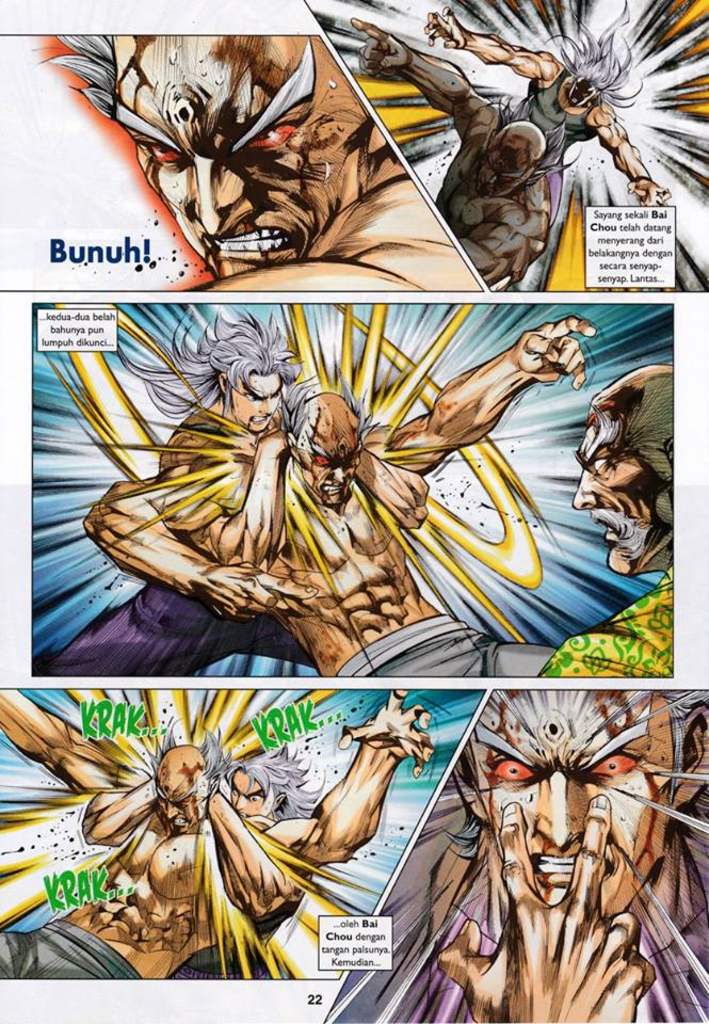 Bunuh!
Sayang sekali Bai
Chou telah datang
menyerang dari
belakangnya dengan
secara senyap-
senyap. Lantas...
...kedua-dua belah
bahunya pun
lumpuh dikunci...
KRAK...
KRAK...
KRAK...
...oleh Bai
Chou dengan
tangan palsunya.
Kemudian...
22